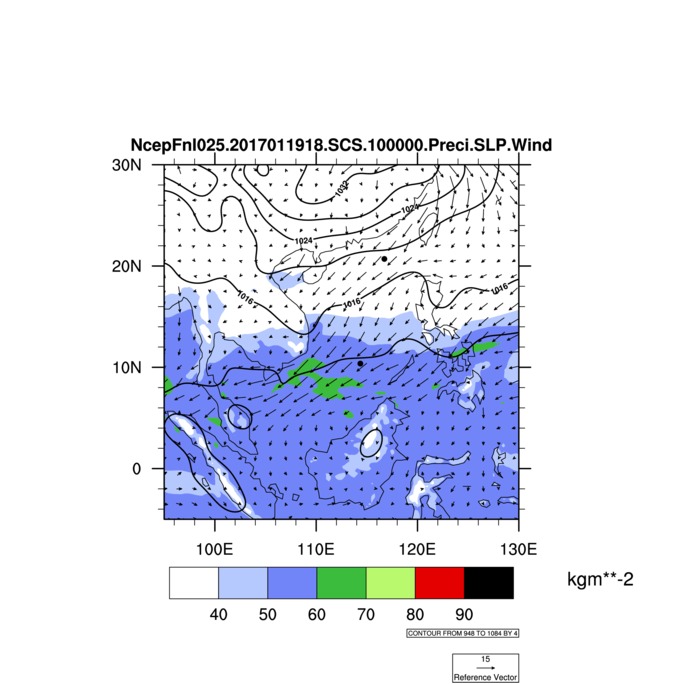 NcepFnl025.2017011918.SCS.100000.Preci.SLP.Wind
30N
1032
1024
1024
20N
1016
1016
1016
10N
0
100E 110E 120E 130E
kgm**-2
40 50 60 70 80 90
CONTOUR FROM 948 TO 1084 BY 4
15
Reference Vector